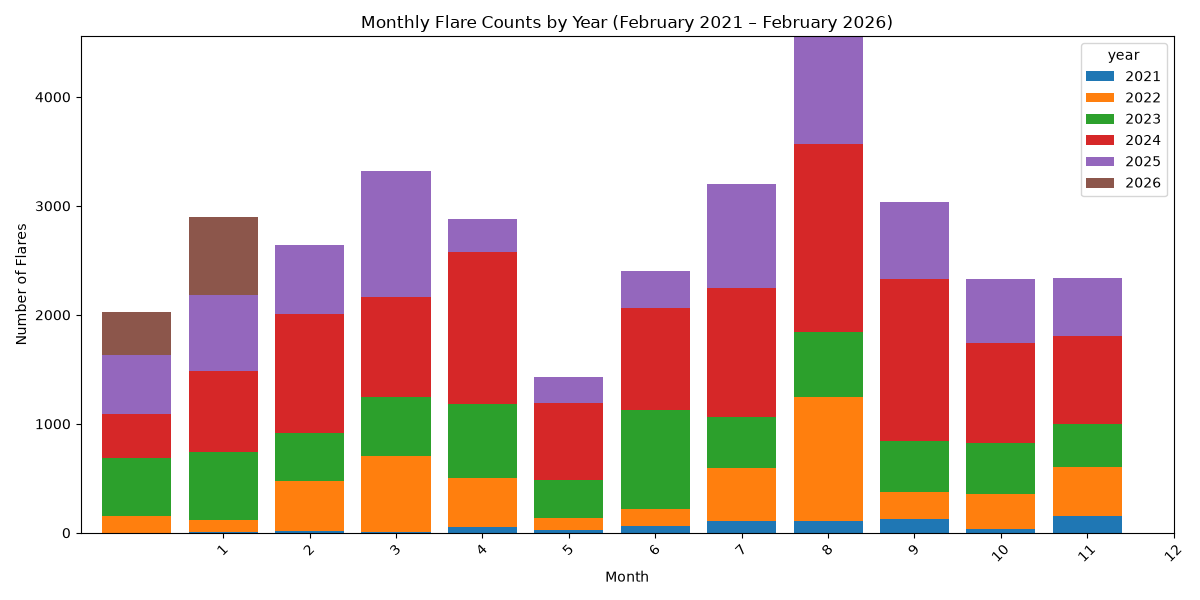 Monthly Flare Counts by Year (February 2021 – February 2026)
year
2021
2022
2023
2024
2025
2026
4000
3000
2000
1000
0
Number of Flares
1 2 3 4 5 6 7 8 9 10 11 12
Month